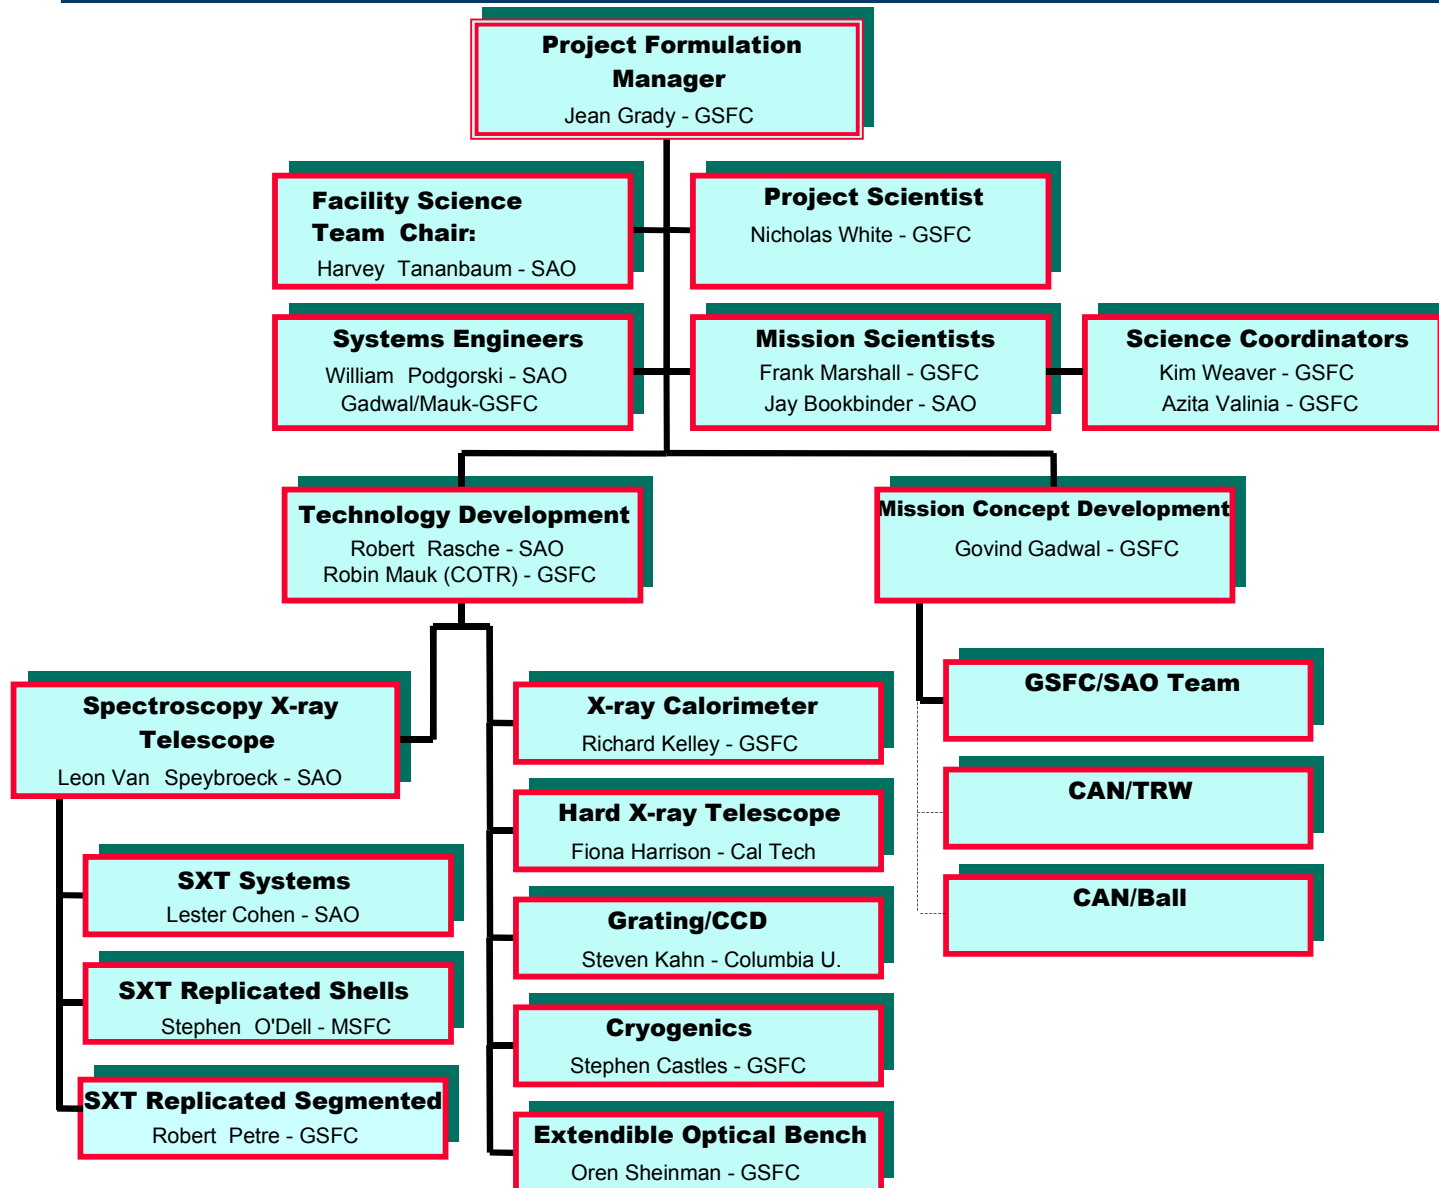 Project Formulation
Manager
Jean Grady - GSFC
Facility Science
Team Chair:
Harvey Tananbaum - SAO
Project Scientist
Nicholas White - GSFC
Systems Engineers
William Podgorski - SAO
Gadwal/Mauk-GSFC
Mission Scientists
Frank Marshall - GSFC
Jay Bookbinder - SAO
Science Coordinators
Kim Weaver - GSFC
Azita Valinia - GSFC
Technology Development
Robert Rasche - SAO
Robin Mauk (COTR) - GSFC
Mission Concept Development
Govind Gadwal - GSFC
Spectroscopy X-ray
Telescope
Leon Van Speybroeck - SAO
SXT Systems
Lester Cohen - SAO
SXT Replicated Shells
Stephen O'Dell - MSFC
SXT Replicated Segmented
Robert Petre - GSFC
X-ray Calorimeter
Richard Kelley - GSFC
Hard X-ray Telescope
Fiona Harrison - Cal Tech
Grating/CCD
Steven Kahn - Columbia U.
Cryogenics
Stephen Castles - GSFC
Extendible Optical Bench
Oren Sheinman - GSFC
GSFC/SAO Team
CAN/TRW
CAN/Ball